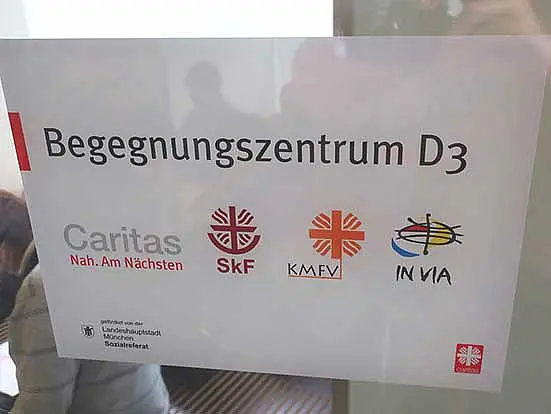 Begegnungszentrum D3
Caritas
Nah. Am Nächsten
SkF
KMFV
IN VIA
gefördert von der
Landeshauptstadt
München
Sozialreferat
caritas